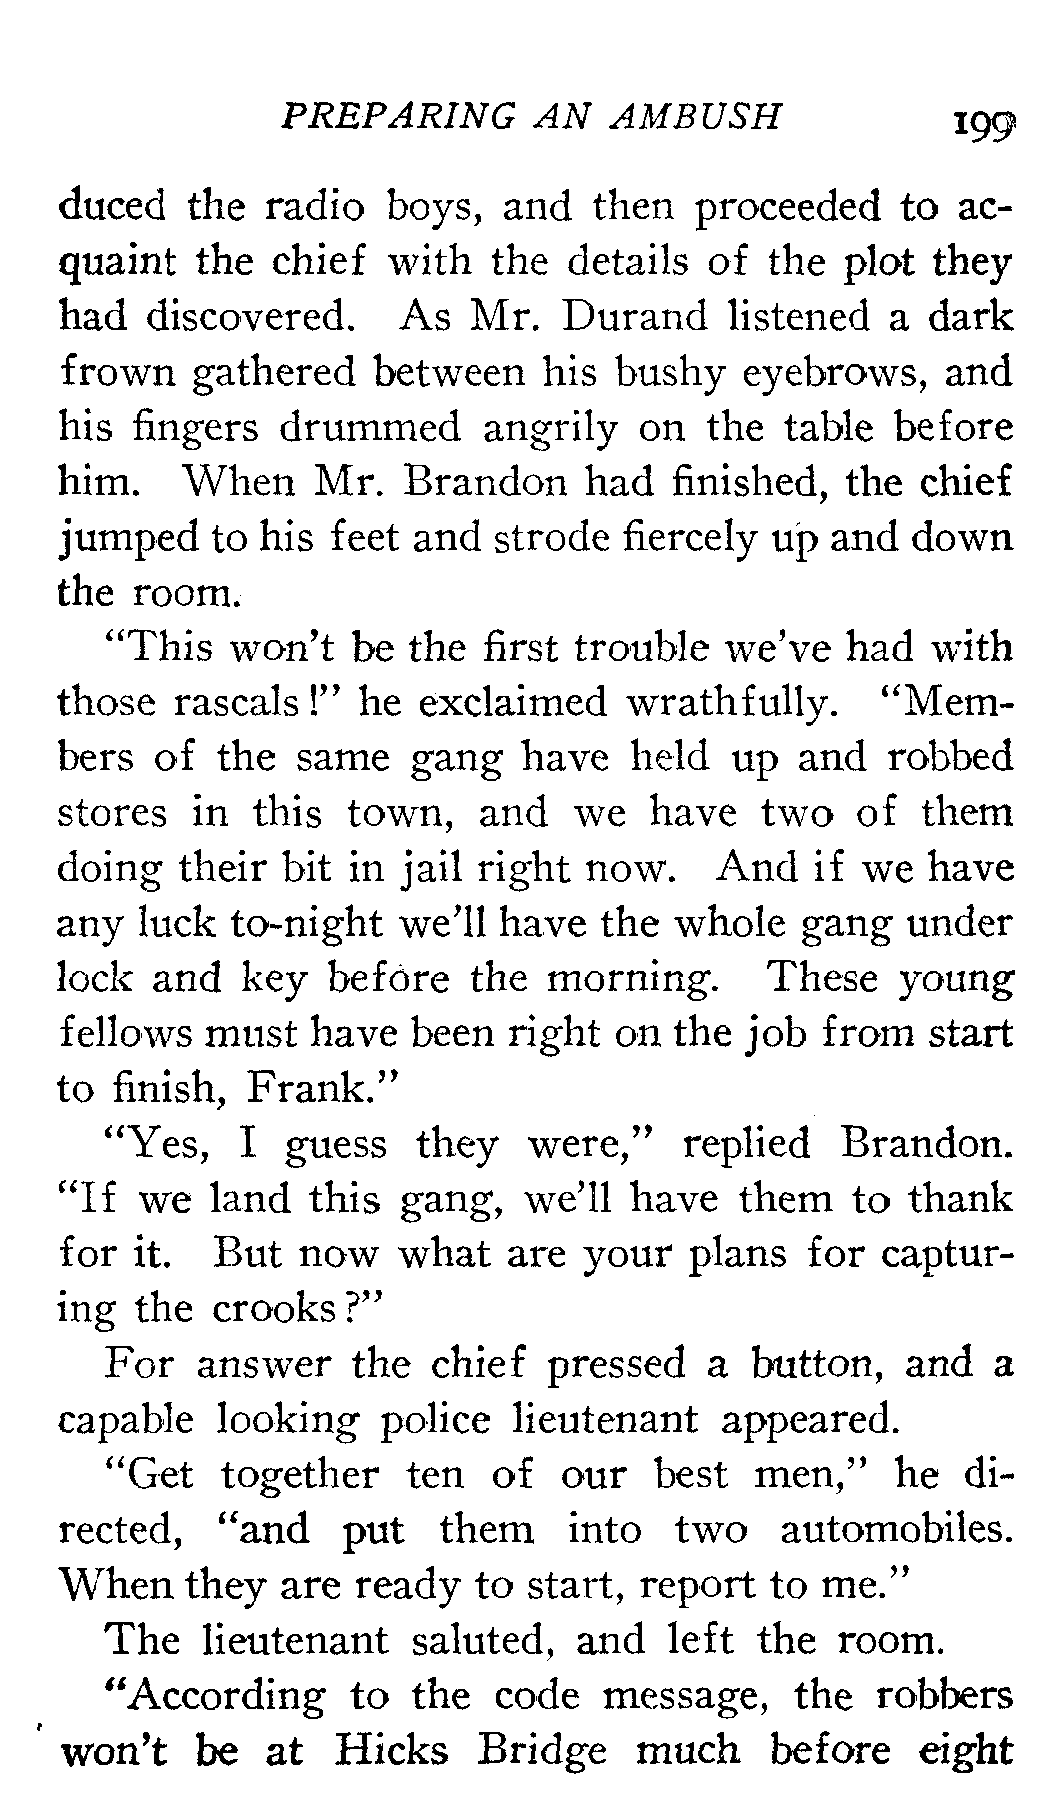 PREPARING AN AMBUSH 199
duced the radio boys, and then proceeded to ac-
quaint the chief with the details of the plot they
had discovered. As Mr. Durand listened a dark
frown gathered between his bushy eyebrows, and
his fingers drummed angrily on the table before
him. When Mr. Brandon had finished, the chief
jumped to his feet and strode fiercely up and down
the room.
"This won't be the first trouble we've had with
those rascals!" he exclaimed wrathfully. "Mem-
bers of the same gang have held up and robbed
stores in this town, and we have two of them
doing their bit in jail right now. And if we have
any luck to-night we'll have the whole gang under
lock and key before the morning. These young
fellows must have been right on the job from start
to finish, Frank."
"Yes, I guess they were," replied Brandon.
"If we land this gang, we'll have them to thank
for it. But now what are your plans for captur-
ing the crooks?"
For answer the chief pressed a button, and a
capable looking police lieutenant appeared.
"Get together ten of our best men," he di-
rected, "and put them into two automobiles.
When they are ready to start, report to me."
The lieutenant saluted, and left the room.
"According to the code message, the robbers
won't be at Hicks Bridge much before eight